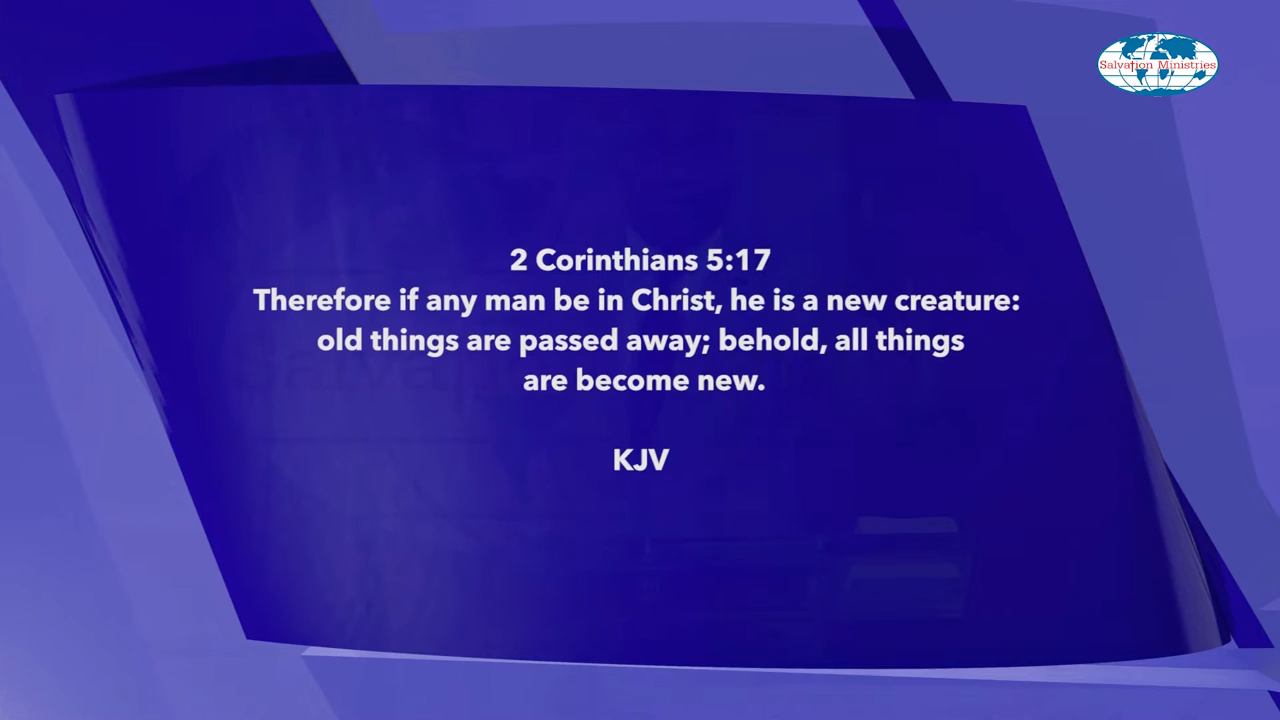 Salvation Ministries
2 Corinthians 5:17
Therefore if any man be in Christ, he is a new creature:
old things are passed away; behold, all things
are become new.
KJV